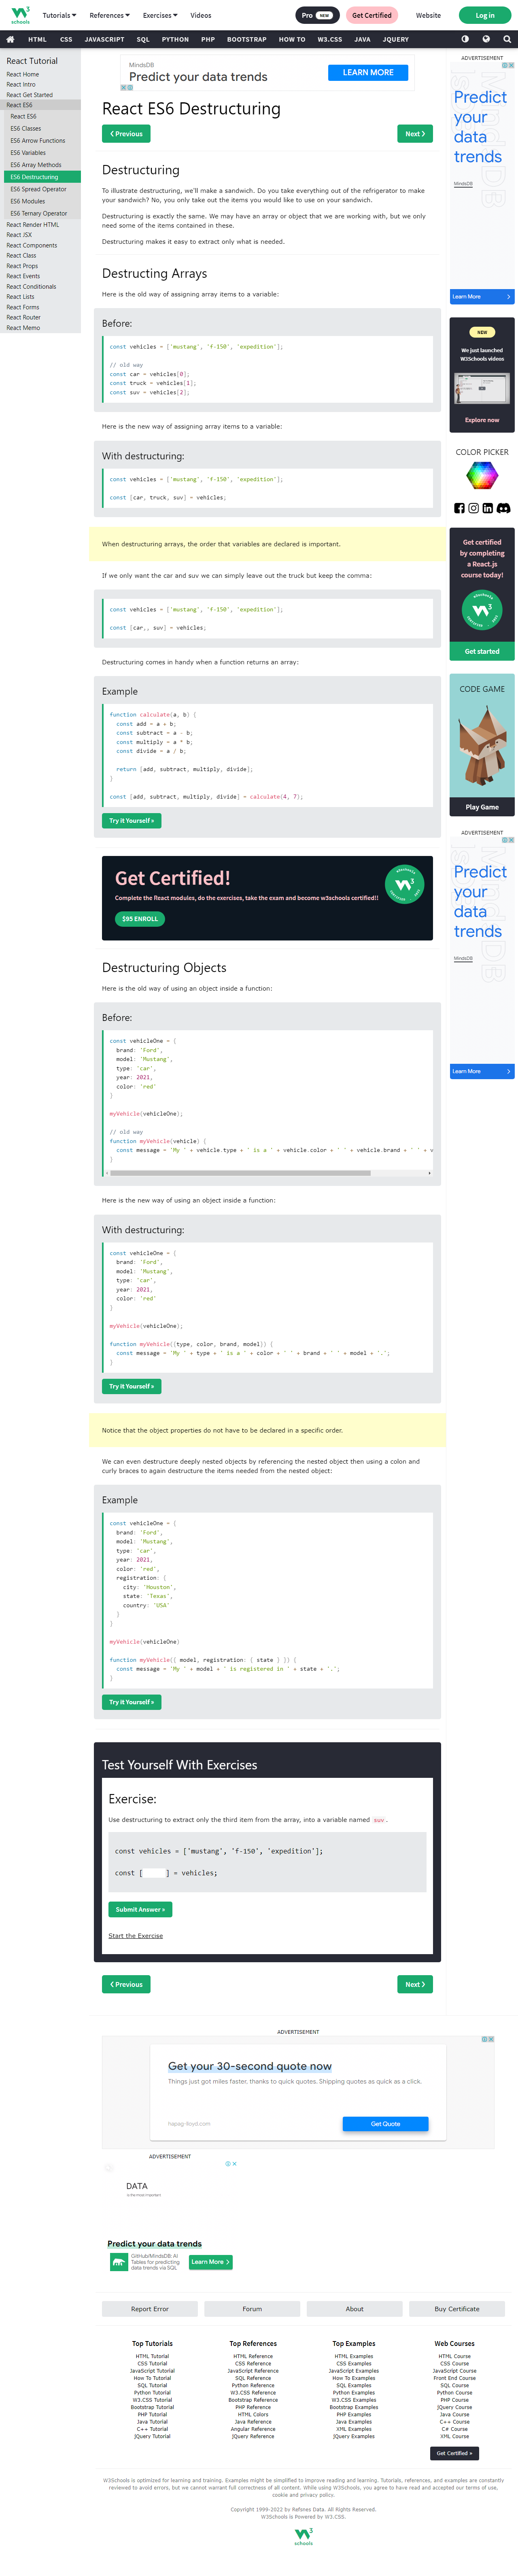 W3 schools
Tutorials
References
Exercises
Videos
Pro NEW
Get Certified
Website
Log in
HTML CSS JAVASCRIPT SQL PYTHON PHP BOOTSTRAP HOW TO W3.CSS JAVA JQUERY
React Tutorial
React Home
React Intro
React Get Started
React ES6
React ES6
ES6 Classes
ES6 Arrow Functions
ES6 Variables
ES6 Array Methods
ES6 Destructuring
ES6 Spread Operator
ES6 Modules
ES6 Ternary Operator
React Render HTML
React JSX
React Components
React Class
React Props
React Events
React Conditionals
React Lists
React Forms
React Router
React Memo
MindsDB
Predict your data trends
LEARN MORE
React ES6 Destructuring
❮ Previous
Next ❯
Destructuring
To illustrate destructuring, we'll make a sandwich. Do you take everything out of the refrigerator to make
your sandwich? No, you only take out the items you would like to use on your sandwich.
Destructuring is exactly the same. We may have an array or object that we are working with, but we only
need some of the items contained in these.
Destructuring makes it easy to extract only what is needed.
Destructing Arrays
Here is the old way of assigning array items to a variable:
Before:
const vehicles = ['mustang', 'f-150', 'expedition'];
// old way
const car = vehicles[0];
const truck = vehicles[1];
const suv = vehicles[2];
Here is the new way of assigning array items to a variable:
With destructuring:
const vehicles = ['mustang', 'f-150', 'expedition'];
const [car, truck, suv] = vehicles;
When destructuring arrays, the order that variables are declared is important.
If we only want the car and suv we can simply leave out the truck but keep the comma:
const vehicles = ['mustang', 'f-150', 'expedition'];
const [car,, suv] = vehicles;
Destructuring comes in handy when a function returns an array:
Example
function calculate(a, b) {
const add = a + b;
const subtract = a - b;
const multiply = a * b;
const divide = a / b;
return [add, subtract, multiply, divide];
}
const [add, subtract, multiply, divide] = calculate(4, 7);
Try it Yourself »
Get Certified!
Complete the React modules, do the exercises, take the exam and become w3schools certified!!
$95 ENROLL
Destructuring Objects
Here is the old way of using an object inside a function:
Before:
const vehicleOne = {
brand: 'Ford',
model: 'Mustang',
type: 'car',
year: 2021,
color: 'red'
}
myVehicle(vehicleOne);
// old way
function myVehicle(vehicle) {
const message = 'My ' + vehicle.type + ' is a ' + vehicle.color + ' ' + vehicle.brand + ' ' + v
}
Here is the new way of using an object inside a function:
With destructuring:
const vehicleOne = {
brand: 'Ford',
model: 'Mustang',
type: 'car',
year: 2021,
color: 'red'
}
myVehicle(vehicleOne);
function myVehicle({type, color, brand, model}) {
const message = 'My ' + type + ' is a ' + color + ' ' + brand + ' ' + model + '.';
}
Try it Yourself »
Notice that the object properties do not have to be declared in a specific order.
We can even destructure deeply nested objects by referencing the nested object then using a colon and
curly braces to again destructure the items needed from the nested object:
Example
const vehicleOne = {
brand: 'Ford',
model: 'Mustang',
type: 'car',
year: 2021,
color: 'red',
registration: {
city: 'Houston',
state: 'Texas',
country: 'USA'
}
}
myVehicle(vehicleOne)
function myVehicle({ model, registration: { state } }) {
const message = 'My ' + model + ' is registered in ' + state + '.';
}
Try it Yourself »
Test Yourself With Exercises
Exercise:
Use destructuring to extract only the third item from the array, into a variable named suv.
const vehicles = ['mustang', 'f-150', 'expedition'];
const [ ] = vehicles;
Submit Answer »
Start the Exercise
❮ Previous
Next ❯
ADVERTISEMENT
Predict
your
data
trends
MindsDB
Learn More
NEW
We just launched
W3Schools videos
Explore now
COLOR PICKER
Get certified
by completing
a React.js
course today!
Get started
CODE GAME
Play Game
ADVERTISEMENT
Predict
your
data
trends
MindsDB
Learn More
ADVERTISEMENT
Get your 30-second quote now
Things just got miles faster, thanks to quick quotes. Shipping quotes as quick as a click.
hapag-lloyd.com
Get Quote
ADVERTISEMENT
DATA
Predict your data trends
GitHub/MindsDB: AI
Tables for predicting
data trends via SQL
Learn More
Report Error
Forum
About
Buy Certificate
Top Tutorials
HTML Tutorial
CSS Tutorial
JavaScript Tutorial
How To Tutorial
SQL Tutorial
Python Tutorial
W3.CSS Tutorial
Bootstrap Tutorial
PHP Tutorial
Java Tutorial
C++ Tutorial
jQuery Tutorial
Top References
HTML Reference
CSS Reference
JavaScript Reference
SQL Reference
Python Reference
W3.CSS Reference
Bootstrap Reference
PHP Reference
HTML Colors
Java Reference
Angular Reference
jQuery Reference
Top Examples
HTML Examples
CSS Examples
JavaScript Examples
How To Examples
SQL Examples
Python Examples
W3.CSS Examples
Bootstrap Examples
PHP Examples
Java Examples
XML Examples
jQuery Examples
Web Courses
HTML Course
CSS Course
JavaScript Course
Front End Course
SQL Course
Python Course
PHP Course
jQuery Course
Java Course
C++ Course
C# Course
XML Course
Get Certified »
W3Schools is optimized for learning and training. Examples might be simplified to improve reading and learning. Tutorials, references, and examples are constantly
reviewed to avoid errors, but we cannot warrant full correctness of all content. While using W3Schools, you agree to have read and accepted our terms of use,
cookie and privacy policy.
Copyright 1999-2022 by Refsnes Data. All Rights Reserved.
W3Schools is Powered by W3.CSS.
W3 schools